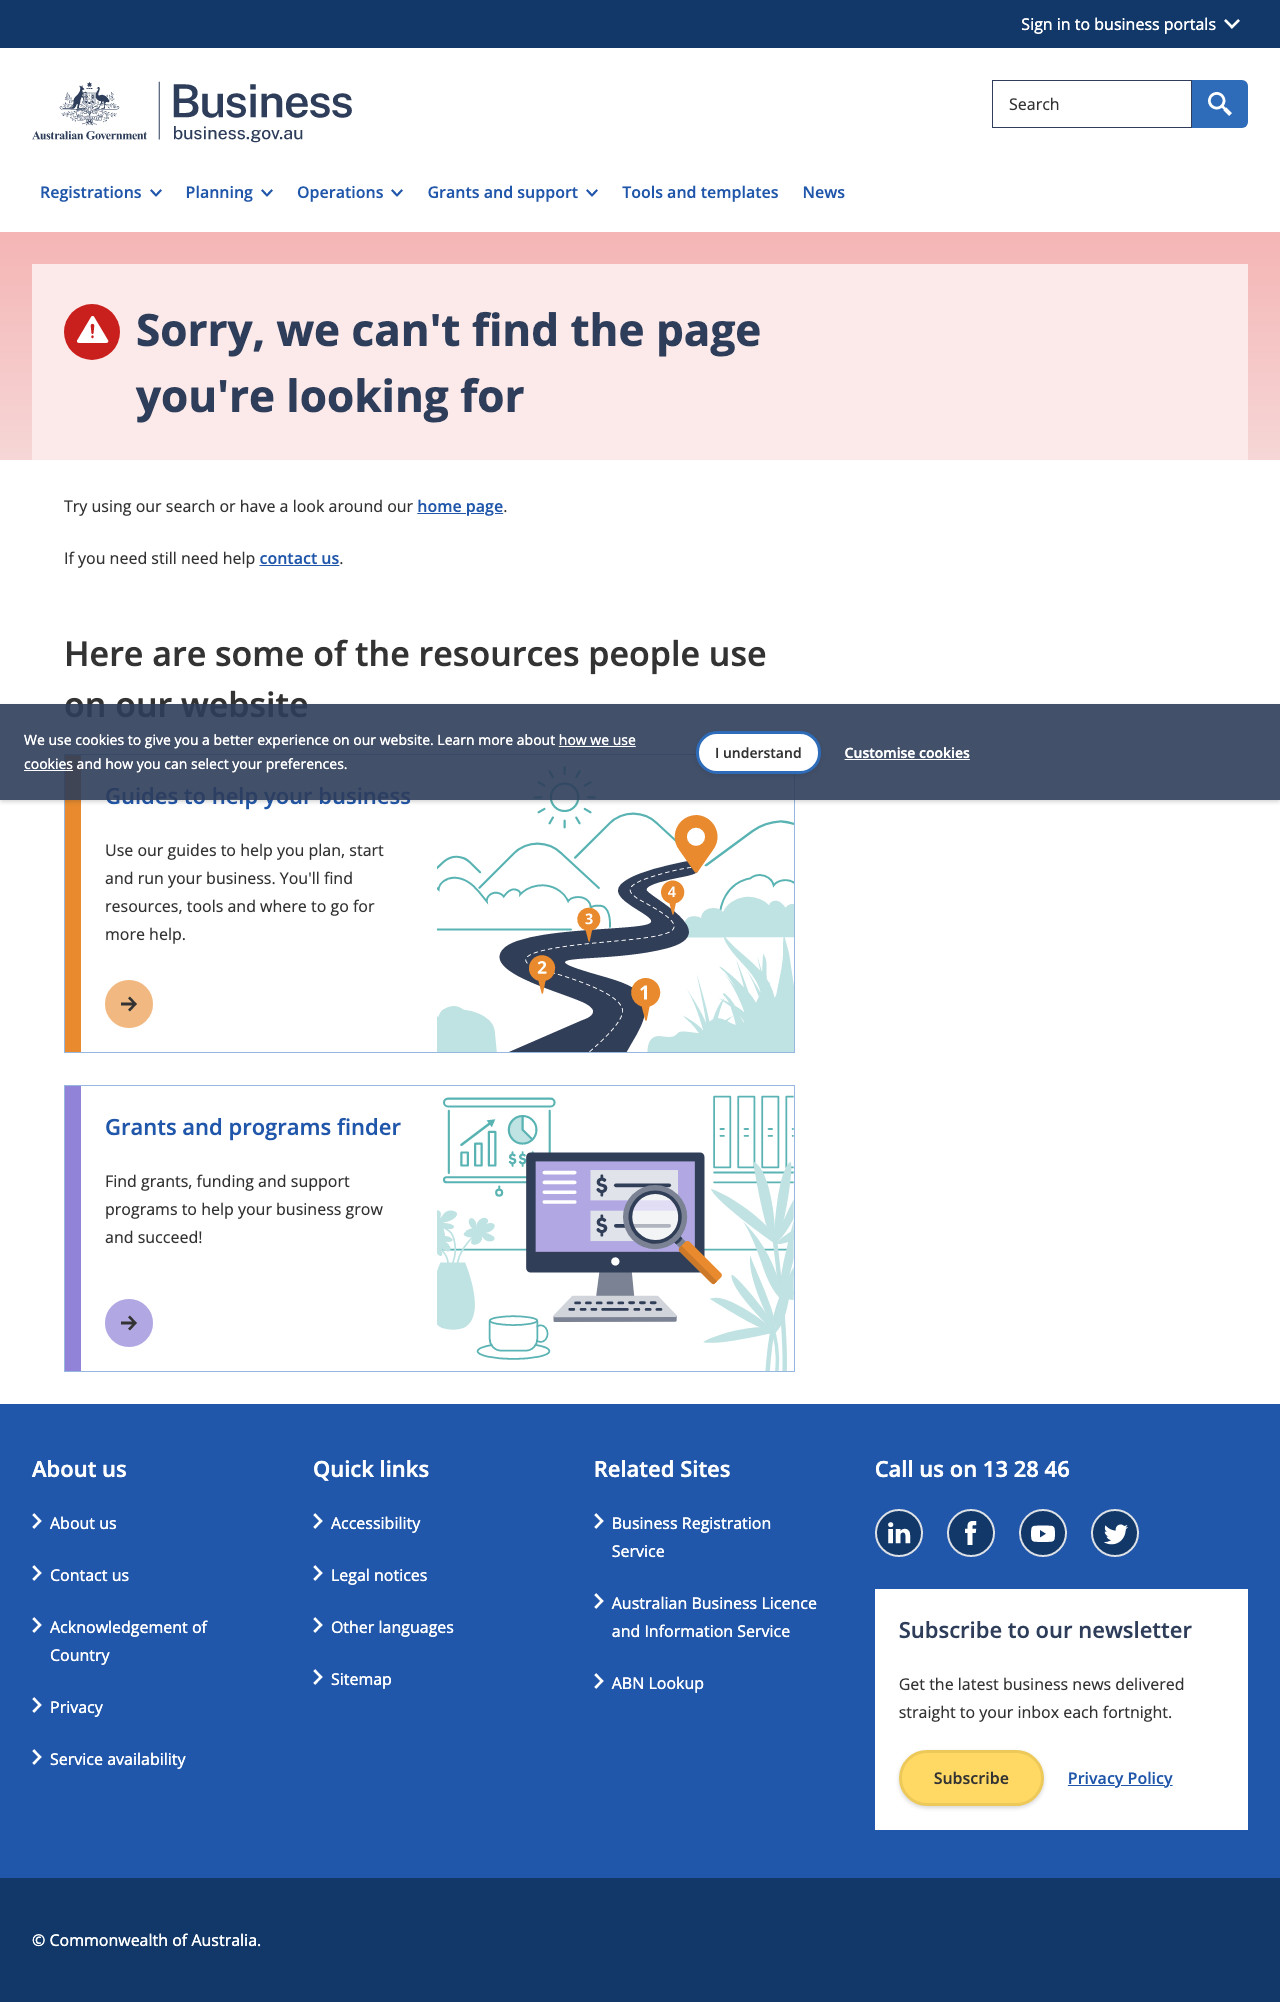 Sign in to business portals
Australian Government
Business
business.gov.au
Search
Registrations
Planning
Operations
Grants and support
Tools and templates
News
Sorry, we can't find the page
you're looking for
Try using our search or have a look around our home page.
If you need still need help contact us.
Here are some of the resources people use
on our website
We use cookies to give you a better experience on our website. Learn more about how we use
cookies and how you can select your preferences.
I understand
Customise cookies
Guides to help your business
Use our guides to help you plan, start
and run your business. You'll find
resources, tools and where to go for
more help.
4
3
2
1
Grants and programs finder
Find grants, funding and support
programs to help your business grow
and succeed!
$ $
$
$
About us
About us
Contact us
Acknowledgement of
Country
Privacy
Service availability
Quick links
Accessibility
Legal notices
Other languages
Sitemap
Related Sites
Business Registration
Service
Australian Business Licence
and Information Service
ABN Lookup
Call us on 13 28 46
in
f
Subscribe to our newsletter
Get the latest business news delivered
straight to your inbox each fortnight.
Subscribe
Privacy Policy
© Commonwealth of Australia.